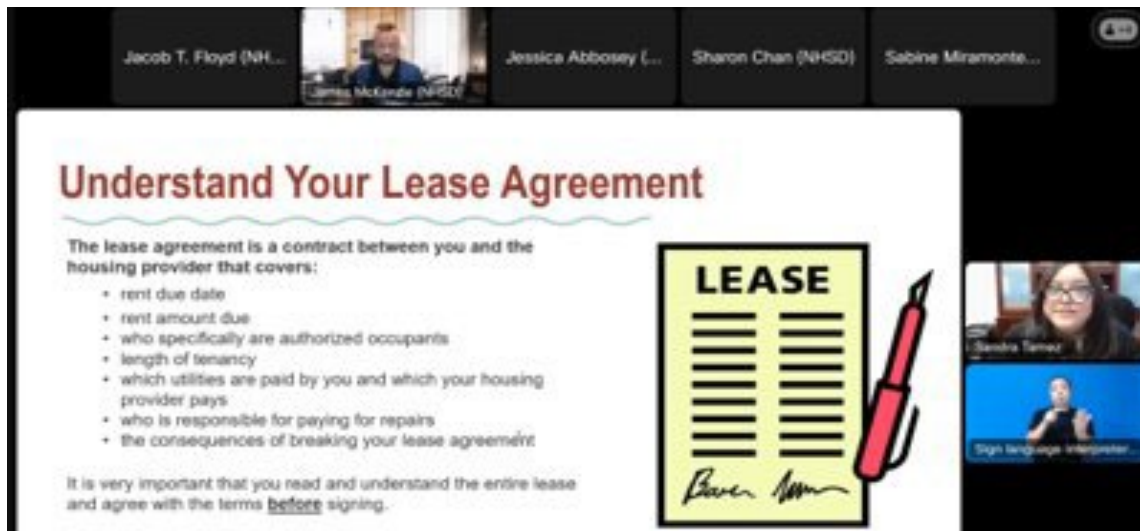 Jacob T. Floyd (NH...
James McKenzie (NHSD)
Jessica Abbosey (...
Sharon Chan (NHSD)
Sabine Miramonte...
Understand Your Lease Agreement
The lease agreement is a contract between you and the
housing provider that covers:
• rent due date
• rent amount due
• who specifically are authorized occupants
• length of tenancy
• which utilities are paid by you and which your housing
provider pays
• who is responsible for paying for repairs
• the consequences of breaking your lease agreement
It is very important that you read and understand the entire lease
and agree with the terms before signing.
LEASE
Sandra Tamez
Sign language interpreter...